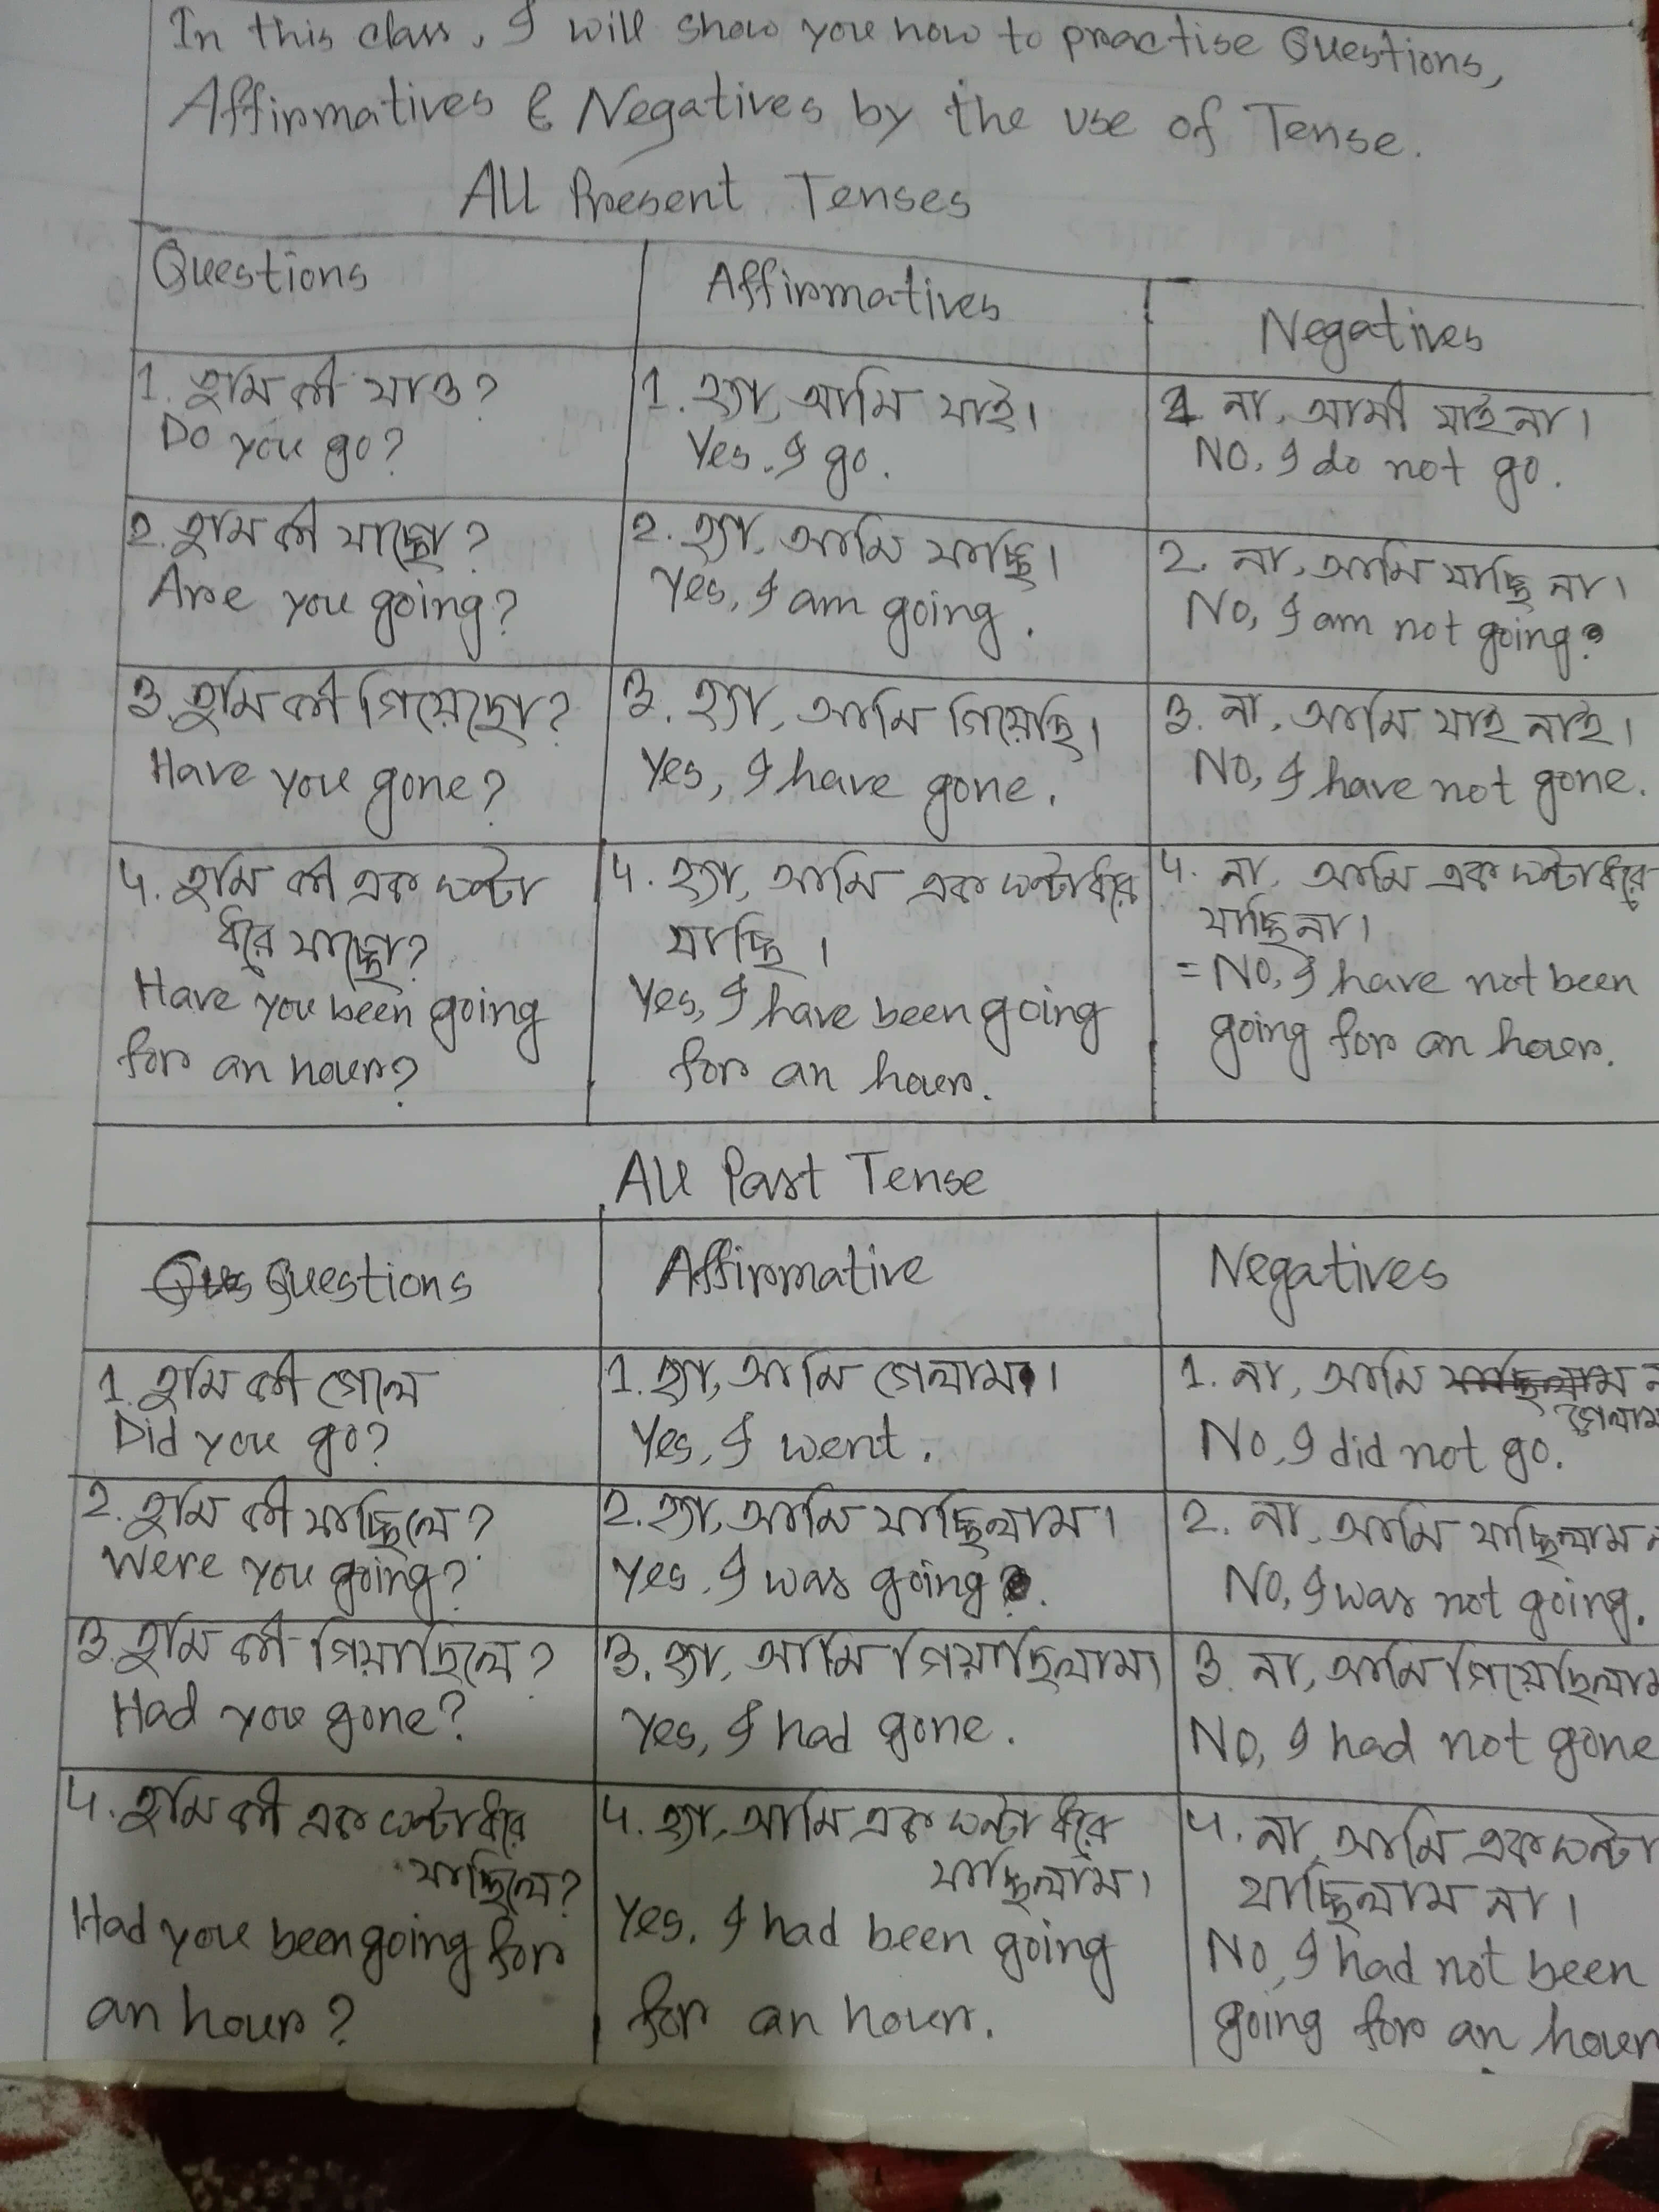 In this class, I will show you how to practise Questions,
Affirmatives & Negatives by the use of Tense.
All Present Tenses
Questions
Affirmatives
Negatives
1. তুমি কী যাও?
Do you go?
1. হ্যা, আমি যাই।
Yes, I go.
1. না, আমী যাই না।
NO, I do not go.
2. তুমি কী যাচ্ছো?
Are you going?
2. হ্যা, আমি যাচ্ছি।
Yes, I am going.
2. না, আমি যাচ্ছি না।
No, I am not going?
3. তুমি কী গিয়েছো?
Have you gone?
3. হ্যা, আমি গিয়েছি।
Yes, I have gone.
3. না, আমি যাই নাই।
No, I have not gone.
4. তুমি কী এক ঘন্টা
ধরে যাচ্ছো?
Have you been going
for an hour?
4. হ্যা, আমি এক ঘন্টা ধরে
যাচ্ছি।
Yes, I have been going
for an hour.
4. না, আমি এক ঘন্টা ধরে
যাচ্ছি না।
= NO, I have not been
going for an hour.
All Past Tense
Questions
Affirmative
Negatives
1. তুমি কী গেলে
Did you go?
1. হ্যা, আমি গেলাম।
Yes, I went.
1. না, আমি
গেলাম
No, I did not go.
2. তুমি কী যাচ্ছিলে?
Were you going?
2. হ্যা, আমি যাচ্ছিলাম।
Yes, I was going.
2. না, আমি যাচ্ছিলাম
No, I was not going.
3. তুমি কী গিয়াছিলে?
Had you gone?
3. হ্যা, আমি গিয়াছিলাম।
Yes, I had gone.
3. না, আমি গিয়েছিলাম
No, I had not gone
4. তুমি কী এক ঘন্টা ধরে
যাচ্ছিলে?
Had you been going for
an hour?
4. হ্যা, আমি এক ঘন্টা ধরে
যাচ্ছিলাম।
Yes, I had been going
for an hour.
4. না, আমি এক ঘন্টা
যাচ্ছিলাম না।
No, I had not been
going for an hour